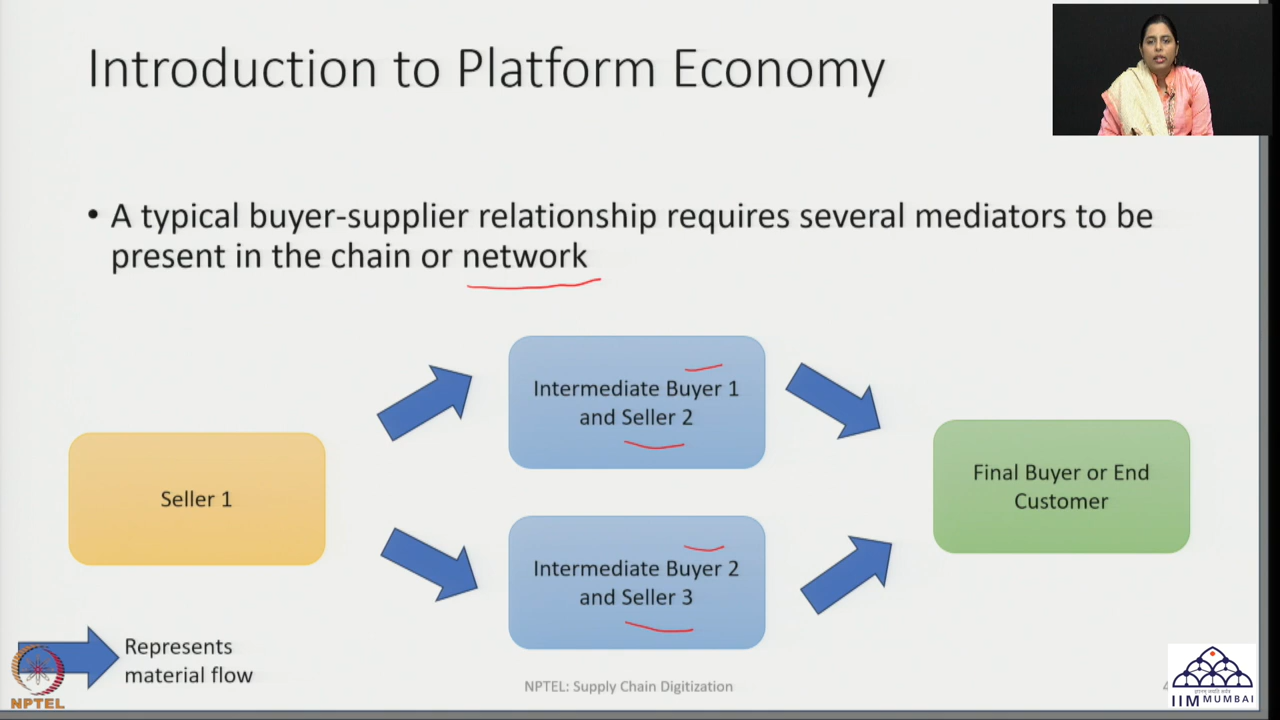 Introduction to Platform Economy
• A typical buyer-supplier relationship requires several mediators to be
present in the chain or network
Intermediate Buyer 1
and Seller 2
Seller 1
Final Buyer or End
Customer
Intermediate Buyer 2
and Seller 3
Represents
material flow
NPTEL
NPTEL: Supply Chain Digitization
4
IIM MUMBAI